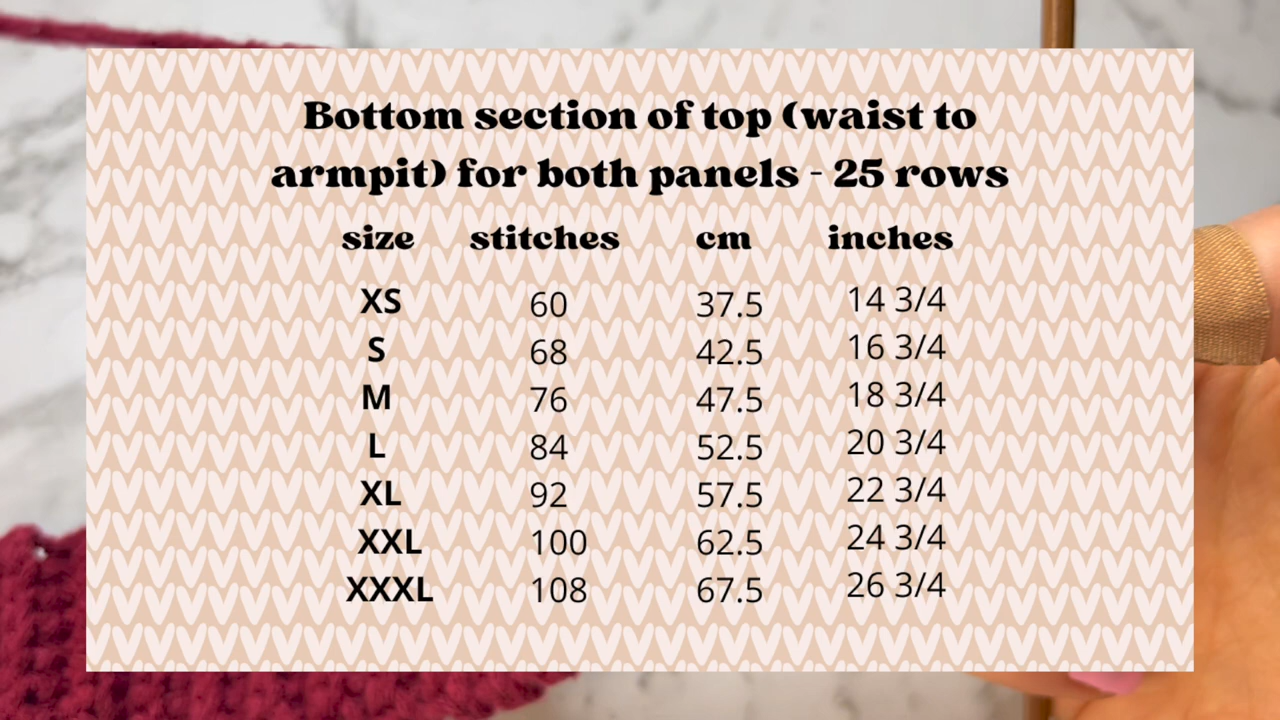 Bottom section of top (waist to
armpit) for both panels - 25 rows
size stitches cm inches
XS 60 37.5 14 3/4
S 68 42.5 16 3/4
M 76 47.5 18 3/4
L 84 52.5 20 3/4
XL 92 57.5 22 3/4
XXL 100 62.5 24 3/4
XXXL 108 67.5 26 3/4